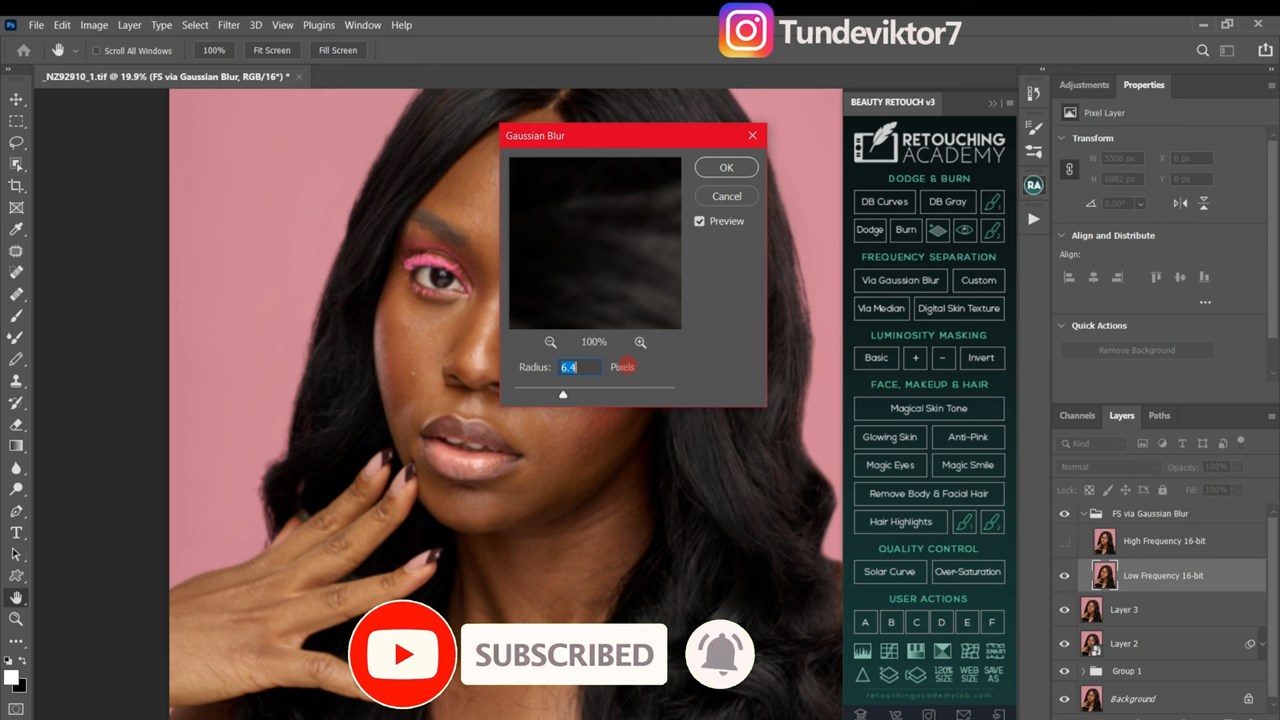 Tundeviktor7
Ps File Edit Image Layer Type Select Filter 3D View Plugins Window Help
Scroll All Windows 100% Fit Screen Fill Screen
_NZ92910_1.tif @ 19.9% (FS via Gaussian Blur, RGB/16*) *
Gaussian Blur
OK
Cancel
Preview
100%
Radius: 6.4 Pixels
SUBSCRIBED
BEAUTY RETOUCH v3
RETOUCHING
ACADEMY
DODGE & BURN
DB Curves DB Gray 1
Dodge Burn 2
FREQUENCY SEPARATION
Via Gaussian Blur Custom
Via Median Digital Skin Texture
LUMINOSITY MASKING
Basic + − Invert
FACE, MAKEUP & HAIR
Magical Skin Tone
Glowing Skin Anti-Pink
Magic Eyes Magic Smile
Remove Body & Facial Hair
Hair Highlights 1 2
QUALITY CONTROL
Solar Curve Over-Saturation
USER ACTIONS
A B C D E F
SMART
120% SIZE WEB SIZE SAVE AS
retouchingacademylab.com
RA
Adjustments Properties
Pixel Layer
Transform
W 5506 px X 0 px
H 6882 px Y 0 px
0.00°
Align and Distribute
Align:
Quick Actions
Remove Background
Channels Layers Paths
Kind
Normal Opacity: 100%
Lock: Fill: 100%
FS via Gaussian Blur
High Frequency 16-bit
Low Frequency 16-bit
Layer 3
Layer 2
Group 1
Background